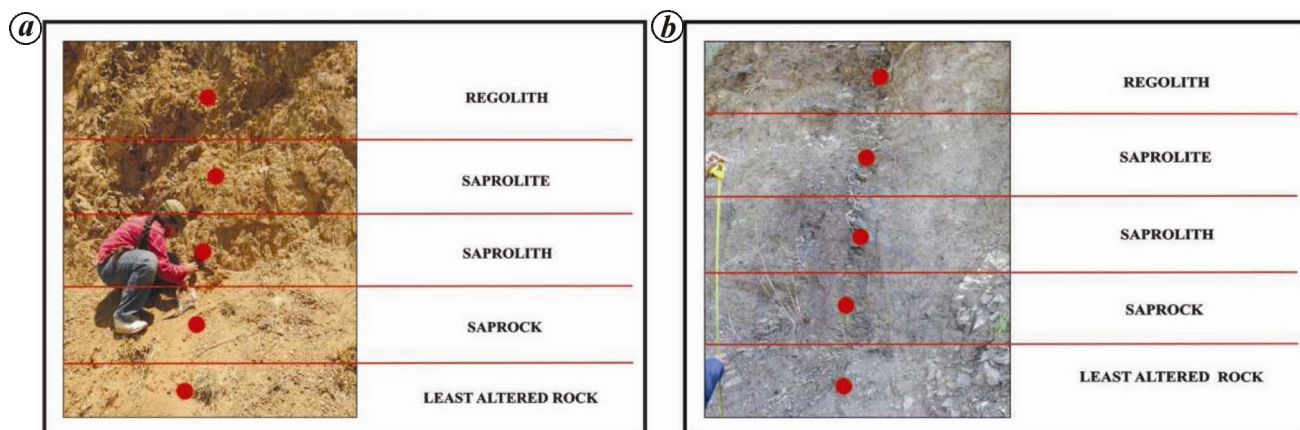 a
REGOLITH
SAPROLITE
SAPROLITH
SAPROCK
LEAST ALTERED ROCK
b
REGOLITH
SAPROLITE
SAPROLITH
SAPROCK
LEAST ALTERED ROCK